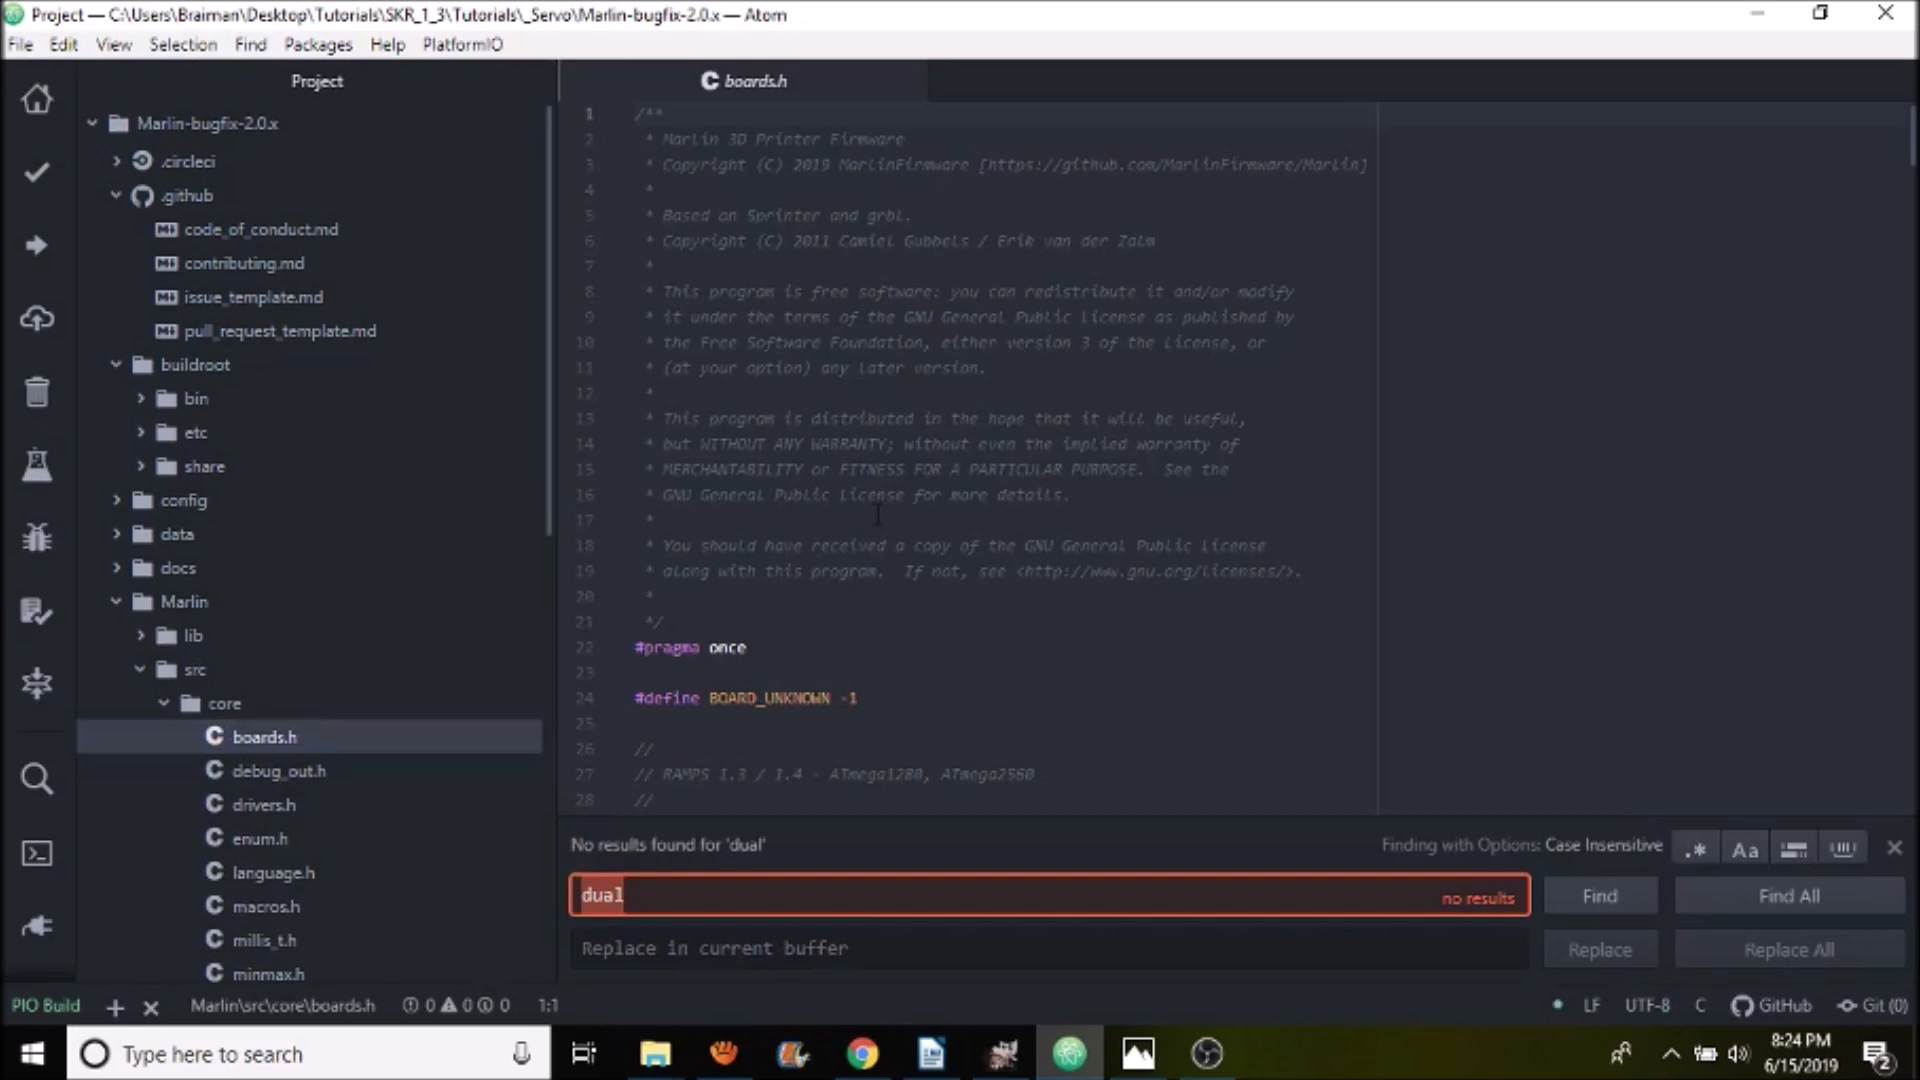 Project — C:\Users\Braiman\Desktop\Tutorials\SKR_1_3\Tutorials\_Servo\Marlin-bugfix-2.0.x — Atom
File Edit View Selection Find Packages Help PlatformIO
Project
Marlin-bugfix-2.0.x
.circleci
.github
code_of_conduct.md
contributing.md
issue_template.md
pull_request_template.md
buildroot
bin
etc
share
config
data
docs
Marlin
lib
src
core
boards.h
debug_out.h
drivers.h
enum.h
language.h
macros.h
millis_t.h
minmax.h
boards.h
1 /**
2 * Marlin 3D Printer Firmware
3 * Copyright (C) 2019 MarlinFirmware [https://github.com/MarlinFirmware/Marlin]
4 *
5 * Based on Sprinter and grbl.
6 * Copyright (C) 2011 Camiel Gubbels / Erik van der Zalm
7 *
8 * This program is free software: you can redistribute it and/or modify
9 * it under the terms of the GNU General Public License as published by
10 * the Free Software Foundation, either version 3 of the License, or
11 * (at your option) any later version.
12 *
13 * This program is distributed in the hope that it will be useful,
14 * but WITHOUT ANY WARRANTY; without even the implied warranty of
15 * MERCHANTABILITY or FITNESS FOR A PARTICULAR PURPOSE. See the
16 * GNU General Public License for more details.
17 *
18 * You should have received a copy of the GNU General Public License
19 * along with this program. If not, see <http://www.gnu.org/licenses/>.
20 *
21 */
22 #pragma once
23
24 #define BOARD_UNKNOWN -1
25
26 //
27 // RAMPS 1.3 / 1.4 - ATmega1280, ATmega2560
28 //
No results found for 'dual' Finding with Options: Case Insensitive .* Aa
dual no results Find Find All
Replace in current buffer Replace Replace All
PIO Build Marlin\src\core\boards.h 0 0 0 1:1 LF UTF-8 C GitHub Git (0)
Type here to search
8:24 PM
6/15/2019
2